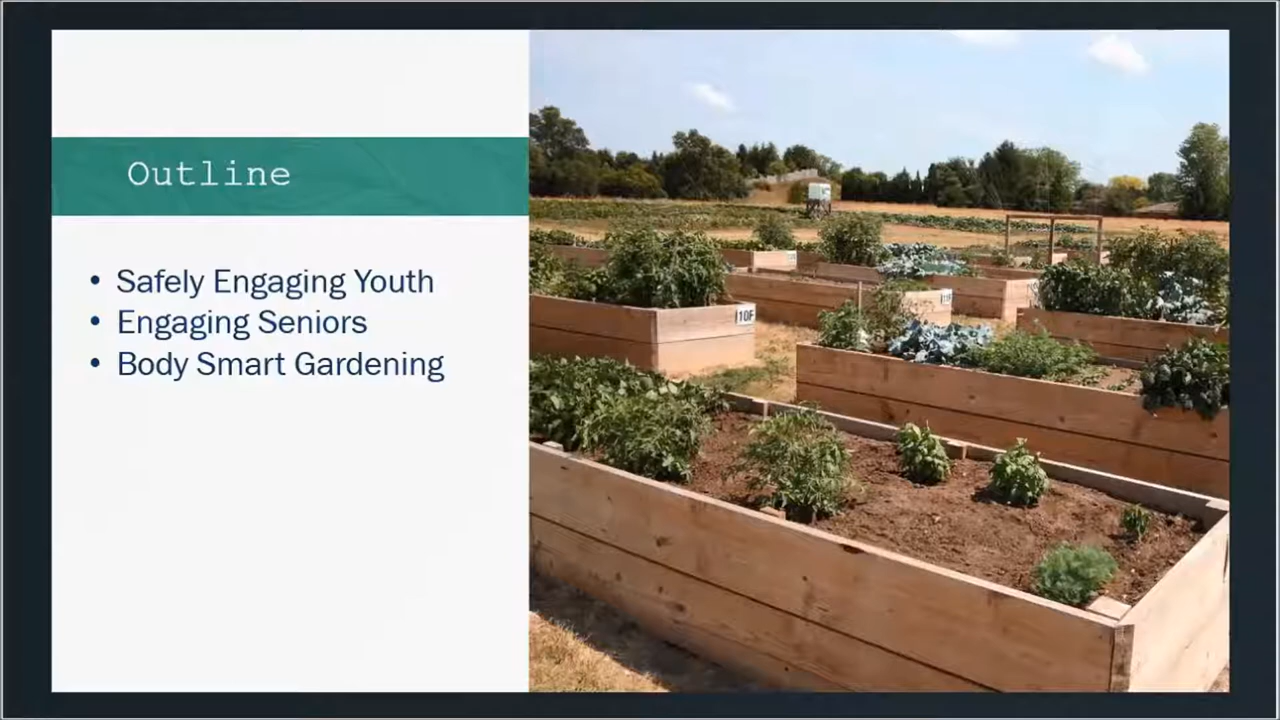 Outline
• Safely Engaging Youth
• Engaging Seniors
• Body Smart Gardening
10F